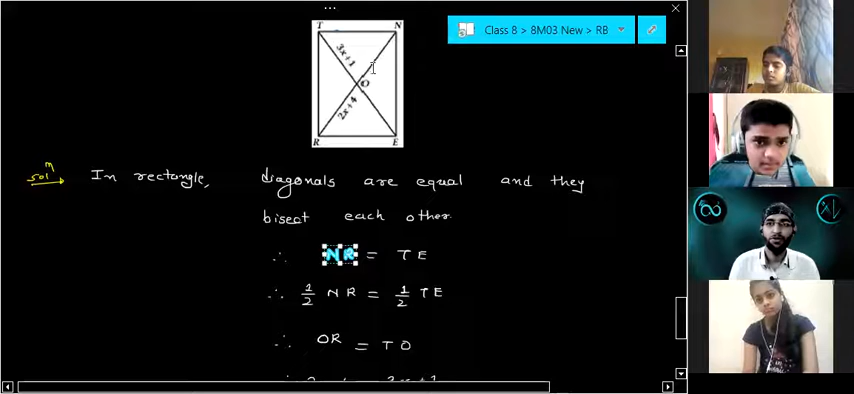 Class 8 > 8M03 New > RB
T N
3x+1
O
2x+4
R E
Solⁿ In rectangle, diagonals are equal and they
bisect each other.
∴ NR = TE
∴ 1/2 NR = 1/2 TE
∴ OR = TO